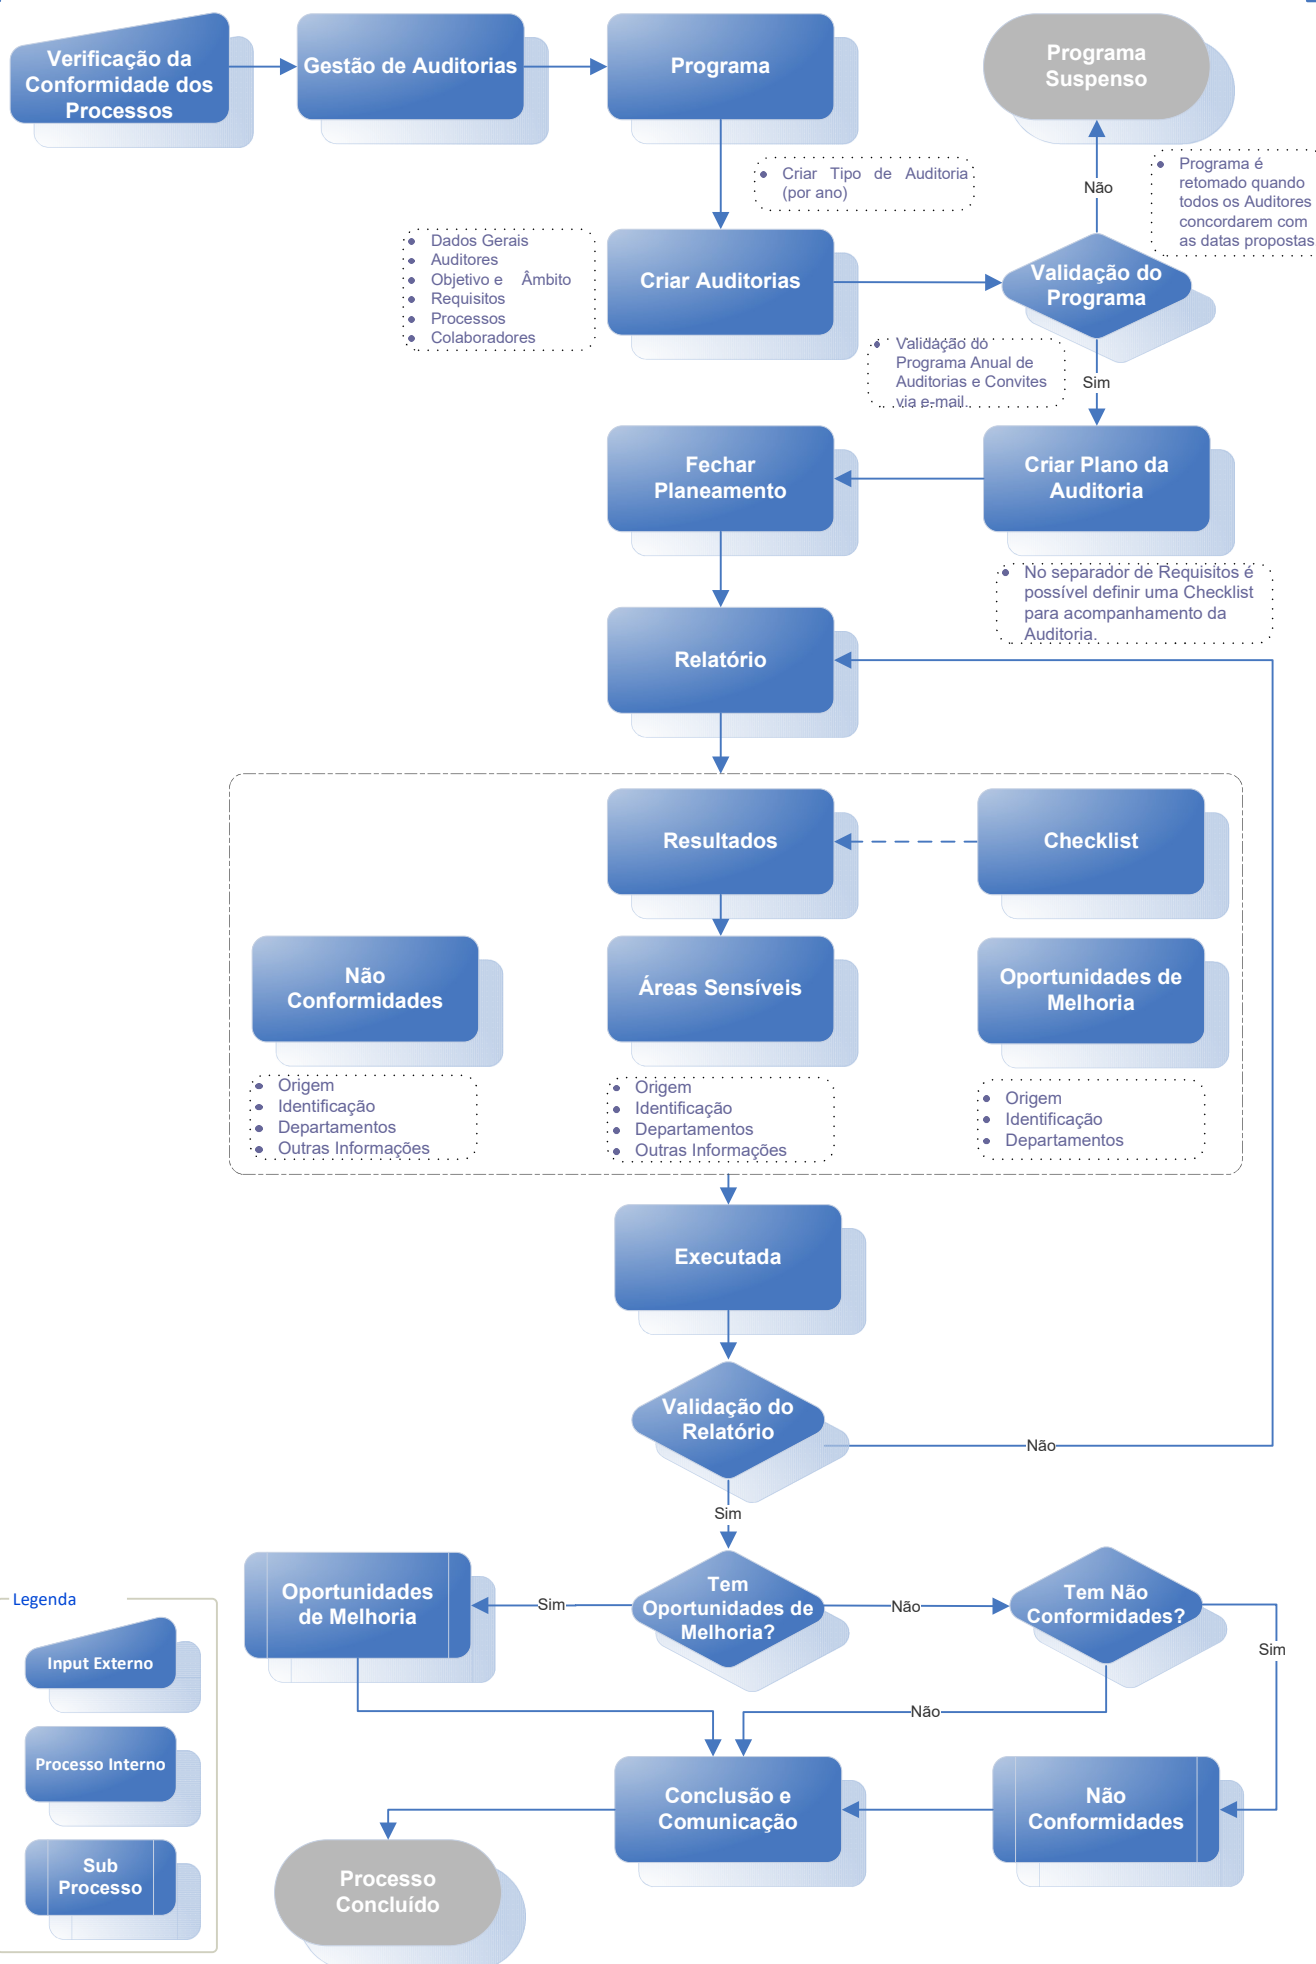 Verificação da
Conformidade dos
Processos
Gestão de Auditorias
Programa
Programa
Suspenso
• Criar Tipo de Auditoria
(por ano)
Não
• Programa é
retomado quando
todos os Auditores
concordarem com
as datas propostas
• Dados Gerais
• Auditores
• Objetivo e Âmbito
• Requisitos
• Processos
• Colaboradores
Criar Auditorias
Validação do
Programa
• Validação do
Programa Anual de
Auditorias e Convites
via e-mail.
Sim
Fechar
Planeamento
Criar Plano da
Auditoria
• No separador de Requisitos é
possível definir uma Checklist
para acompanhamento da
Auditoria.
Relatório
Resultados
Checklist
Não
Conformidades
Áreas Sensíveis
Oportunidades de
Melhoria
• Origem
• Identificação
• Departamentos
• Outras Informações
• Origem
• Identificação
• Departamentos
• Outras Informações
• Origem
• Identificação
• Departamentos
Executada
Validação do
Relatório
Não
Sim
Oportunidades
de Melhoria
Sim
Tem
Oportunidades de
Melhoria?
Não
Tem Não
Conformidades?
Sim
Não
Conclusão e
Comunicação
Não
Conformidades
Processo
Concluído
Legenda
Input Externo
Processo Interno
Sub
Processo